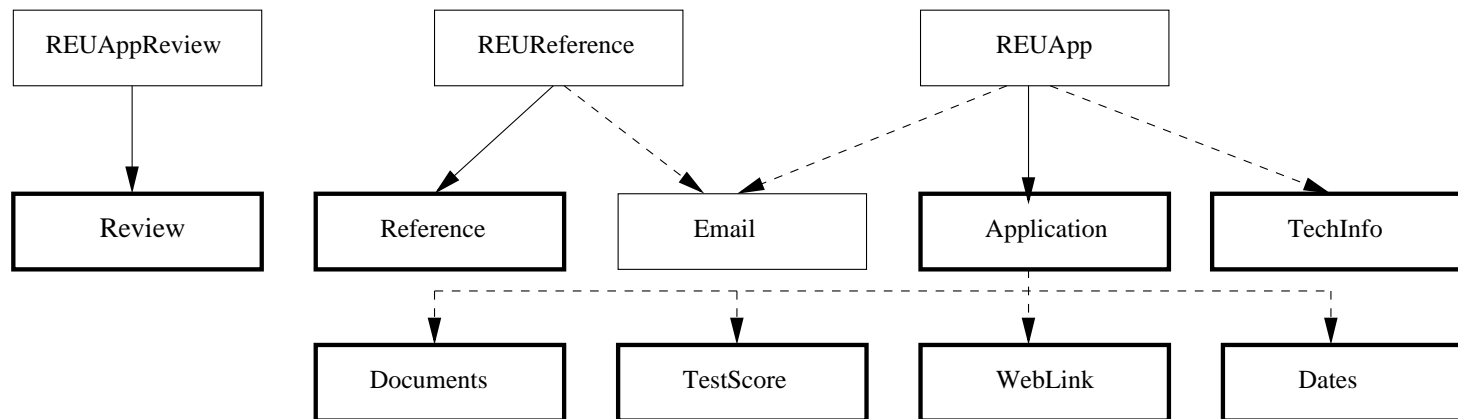 REUAppReview
REUReference
REUApp
Review
Reference
Email
Application
TechInfo
Documents
TestScore
WebLink
Dates